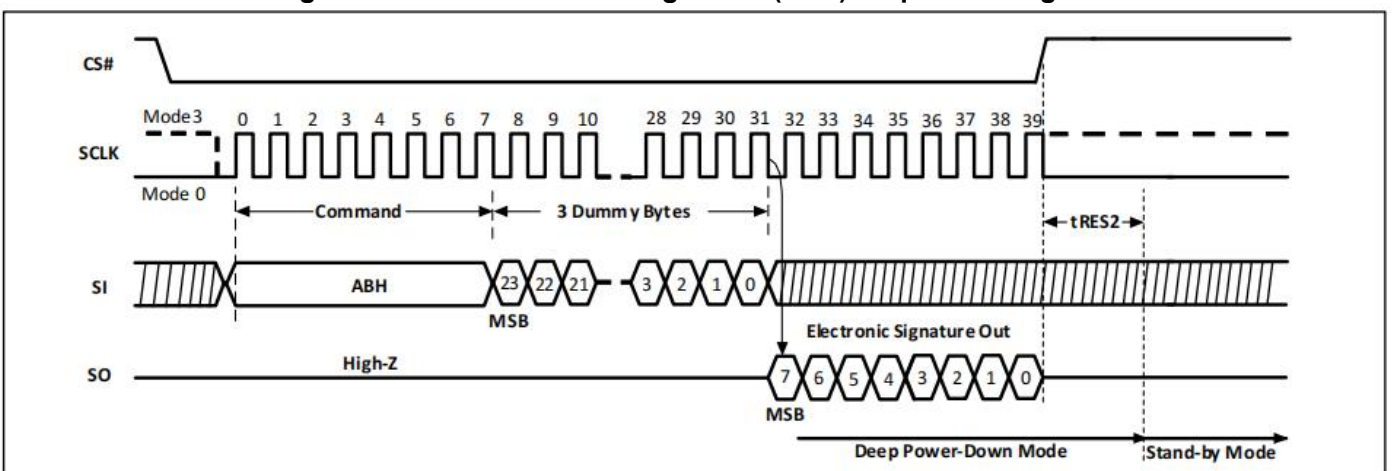 CS#
Mode3 0 1 2 3 4 5 6 7 8 9 10 28 29 30 31 32 33 34 35 36 37 38 39
SCLK
Mode 0
Command 3 Dummy Bytes
tRES2
SI ABH 23 22 21 3 2 1 0
MSB
Electronic Signature Out
High-Z
SO 7 6 5 4 3 2 1 0
MSB
Deep Power-Down Mode Stand-by Mode